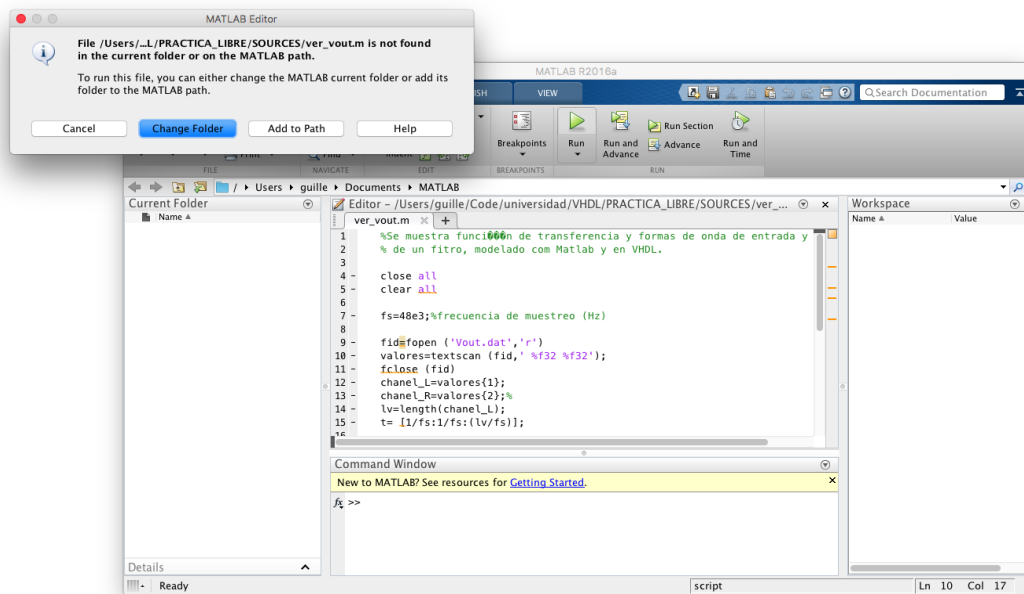 MATLAB Editor
File /Users/...L/PRACTICA_LIBRE/SOURCES/ver_vout.m is not found
in the current folder or on the MATLAB path.
To run this file, you can either change the MATLAB current folder or add its
folder to the MATLAB path.
Cancel
Change Folder
Add to Path
Help
MATLAB R2016a
SH
VIEW
Search Documentation
Print
Find
Indent
Breakpoints
Run
Run and
Advance
Run Section
Advance
Run and
Time
FILE
NAVIGATE
EDIT
BREAKPOINTS
RUN
/ Users guille Documents MATLAB
Current Folder
Name
Editor - /Users/guille/Code/universidad/VHDL/PRACTICA_LIBRE/SOURCES/ver_...
Workspace
Name
Value
ver_vout.m
+
1 %Se muestra funci���n de transferencia y formas de onda de entrada y
2 % de un fitro, modelado com Matlab y en VHDL.
3
4 - close all
5 - clear all
6
7 - fs=48e3;%frecuencia de muestreo (Hz)
8
9 - fid=fopen ('Vout.dat','r')
10 - valores=textscan (fid,' %f32 %f32');
11 - fclose (fid)
12 - chanel_L=valores{1};
13 - chanel_R=valores{2};%
14 - lv=length(chanel_L);
15 - t= [1/fs:1/fs:(lv/fs)];
16
Command Window
New to MATLAB? See resources for Getting Started.
fx >>
Details
Ready
script
Ln 10 Col 17